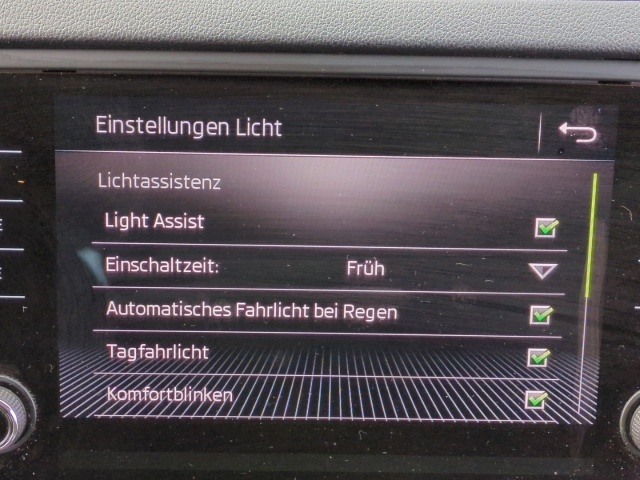 Einstellungen Licht
Lichtassistenz
Light Assist
Einschaltzeit: Früh
Automatisches Fahrlicht bei Regen
Tagfahrlicht
Komfortblinken